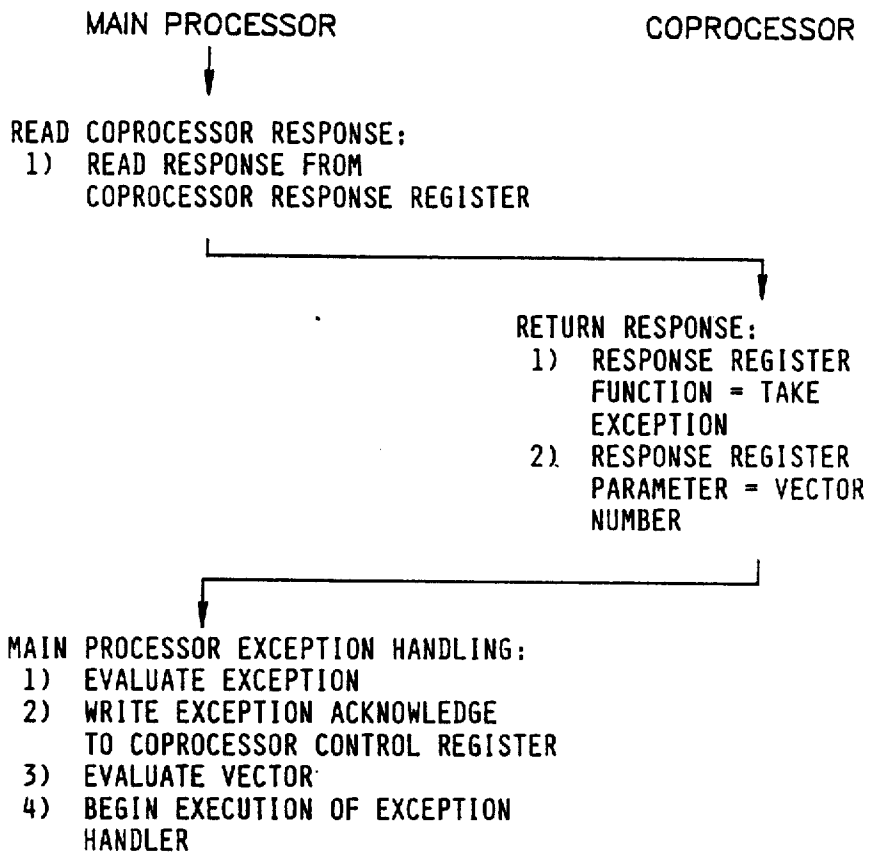 MAIN PROCESSOR
COPROCESSOR
READ COPROCESSOR RESPONSE:
1) READ RESPONSE FROM
COPROCESSOR RESPONSE REGISTER
RETURN RESPONSE:
1) RESPONSE REGISTER
FUNCTION = TAKE
EXCEPTION
2) RESPONSE REGISTER
PARAMETER = VECTOR
NUMBER
MAIN PROCESSOR EXCEPTION HANDLING:
1) EVALUATE EXCEPTION
2) WRITE EXCEPTION ACKNOWLEDGE
TO COPROCESSOR CONTROL REGISTER
3) EVALUATE VECTOR
4) BEGIN EXECUTION OF EXCEPTION
HANDLER